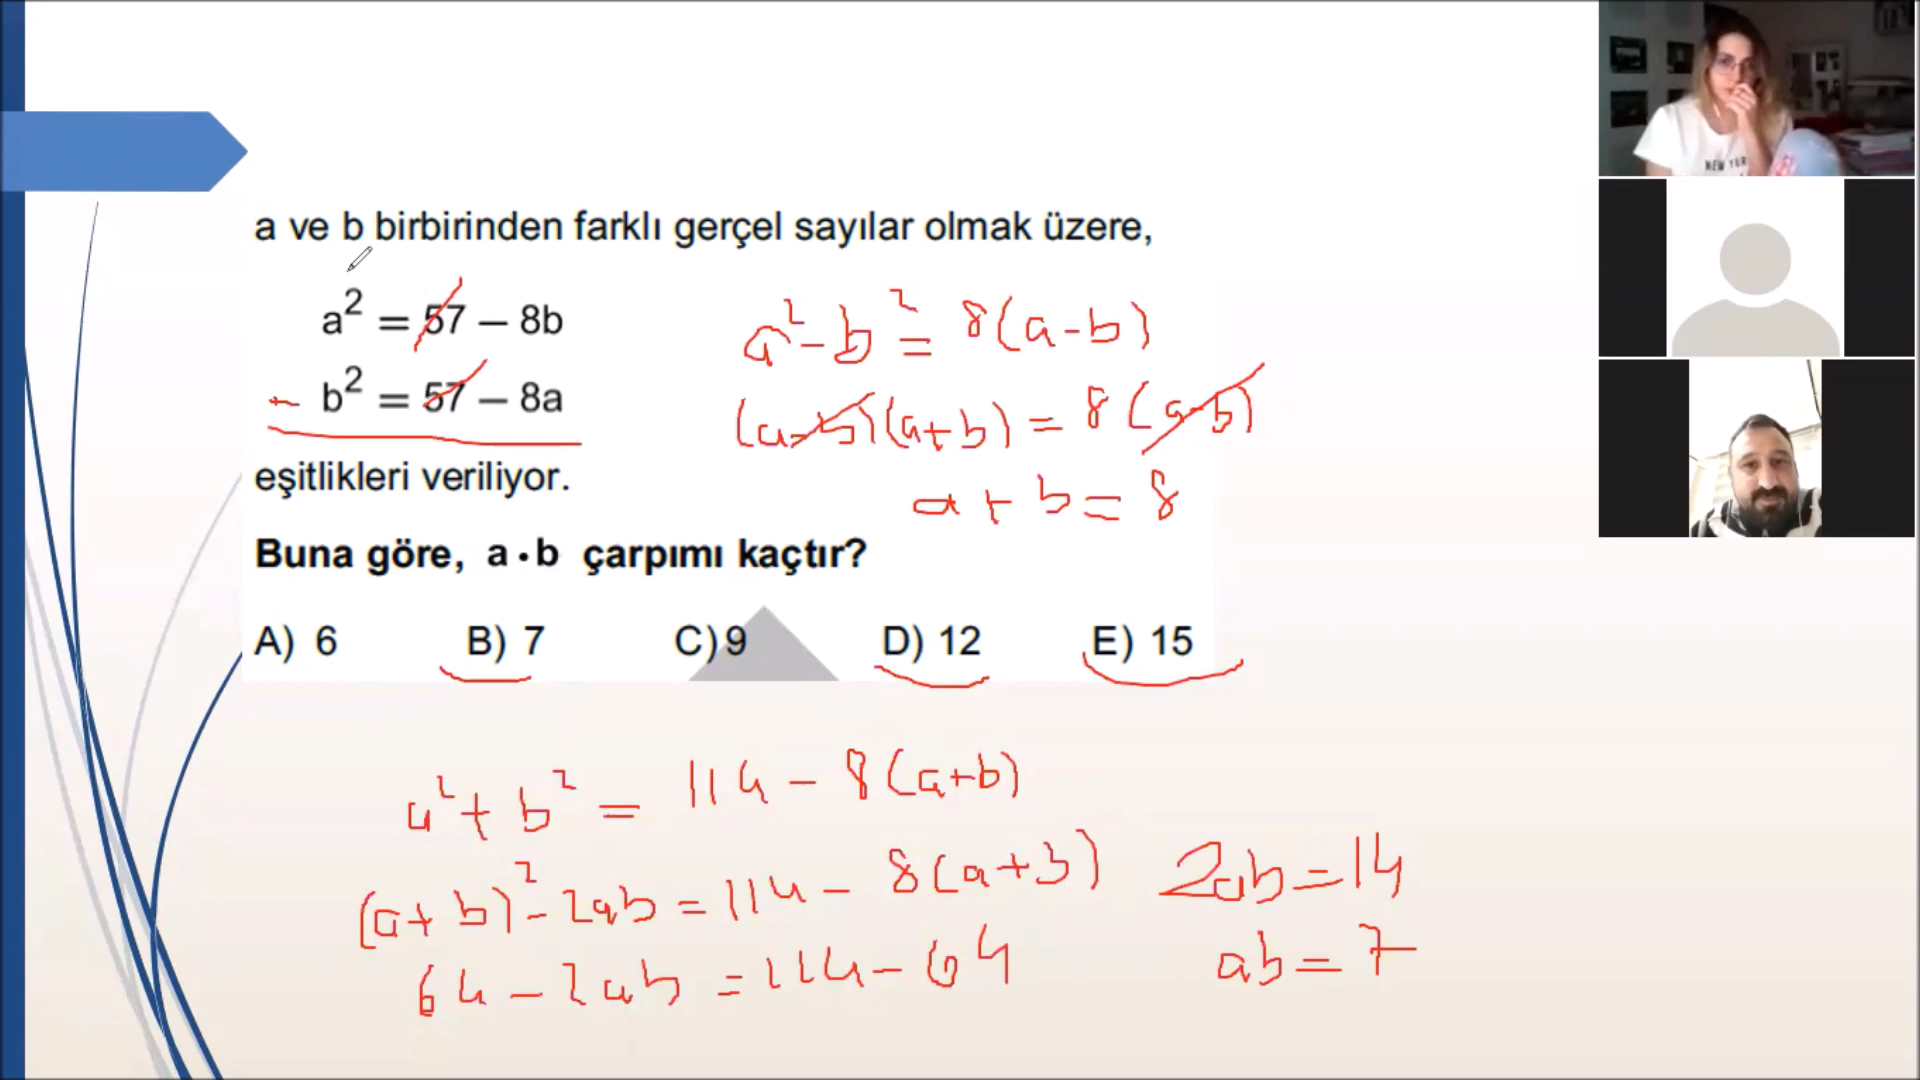 a ve b birbirinden farklı gerçel sayılar olmak üzere,
a² = 57 – 8b
– b² = 57 – 8a
a² – b² = 8(a-b)
(a-b)(a+b) = 8(a-b)
a + b = 8
eşitlikleri veriliyor.
Buna göre, a·b çarpımı kaçtır?
A) 6 B) 7 C) 9 D) 12 E) 15
a² + b² = 114 – 8(a+b)
(a+b)² - 2ab = 114 – 8(a+b)
64 – 2ab = 114 – 64
2ab = 14
ab = 7
NEW YOR